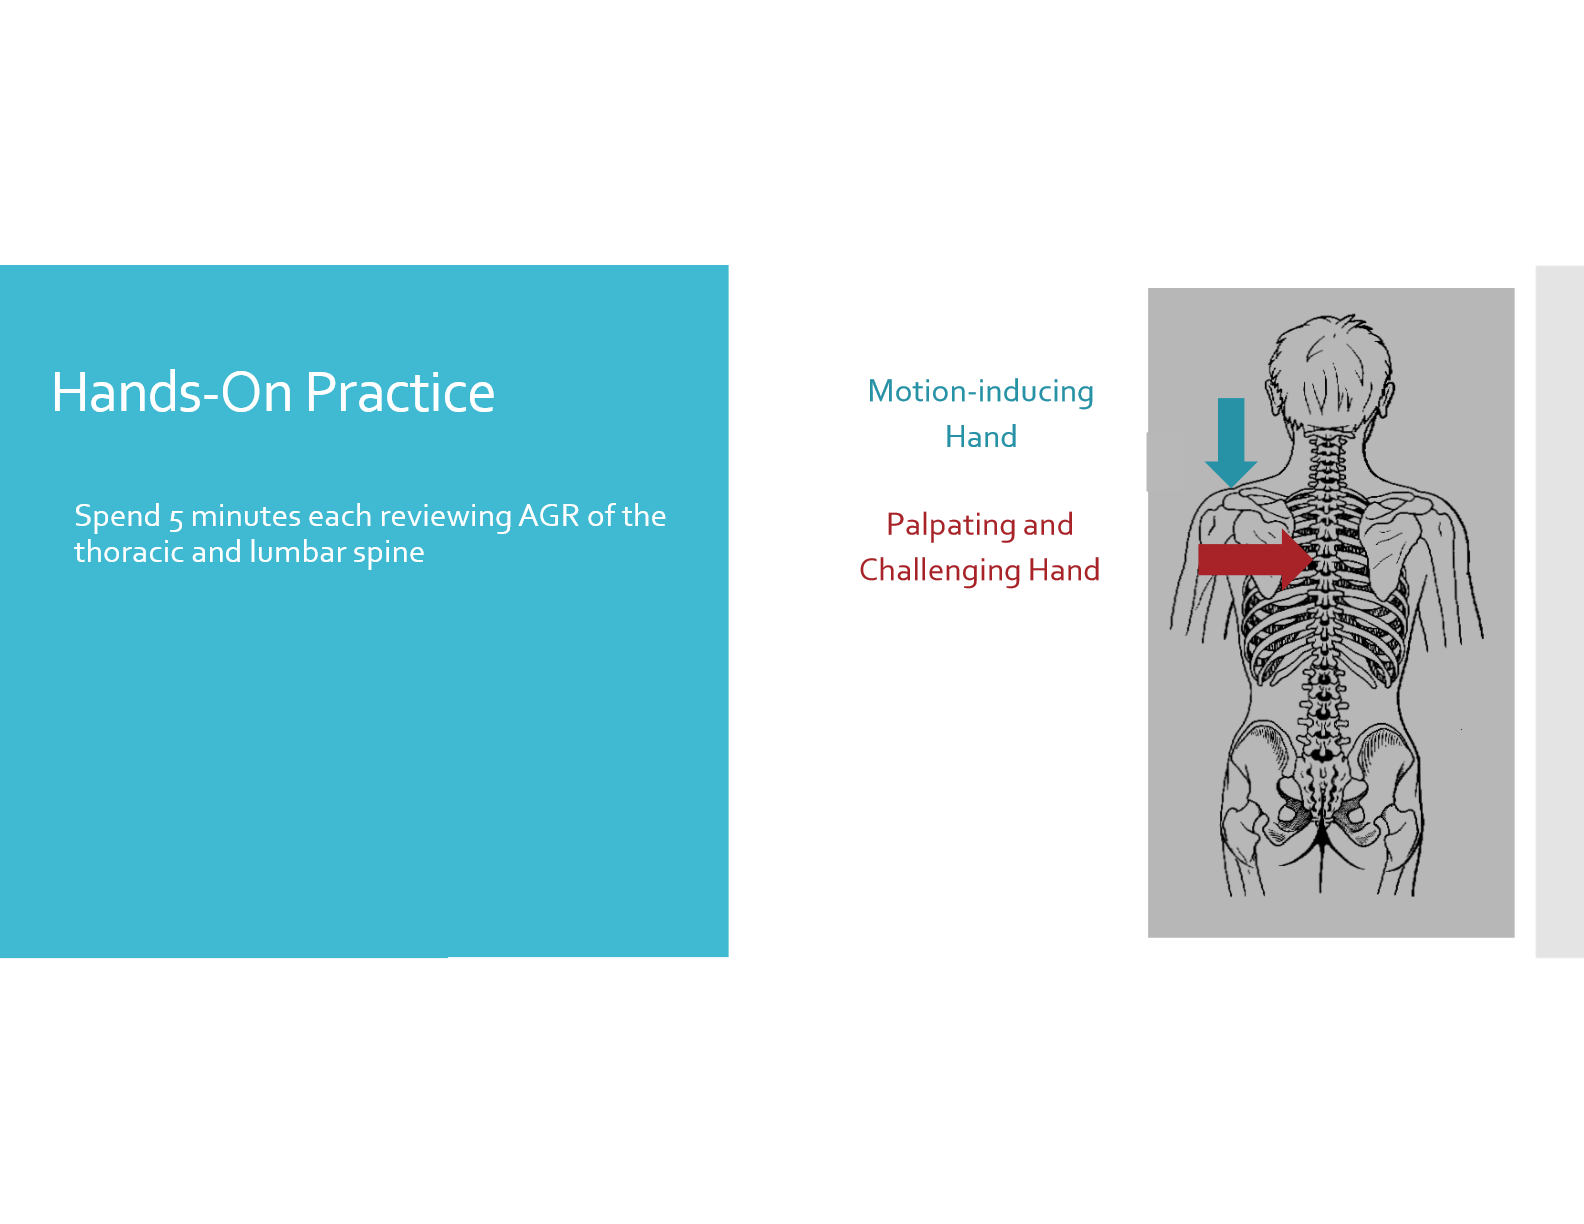 Hands-On Practice
Spend 5 minutes each reviewing AGR of the
thoracic and lumbar spine
Motion-inducing
Hand
Palpating and
Challenging Hand